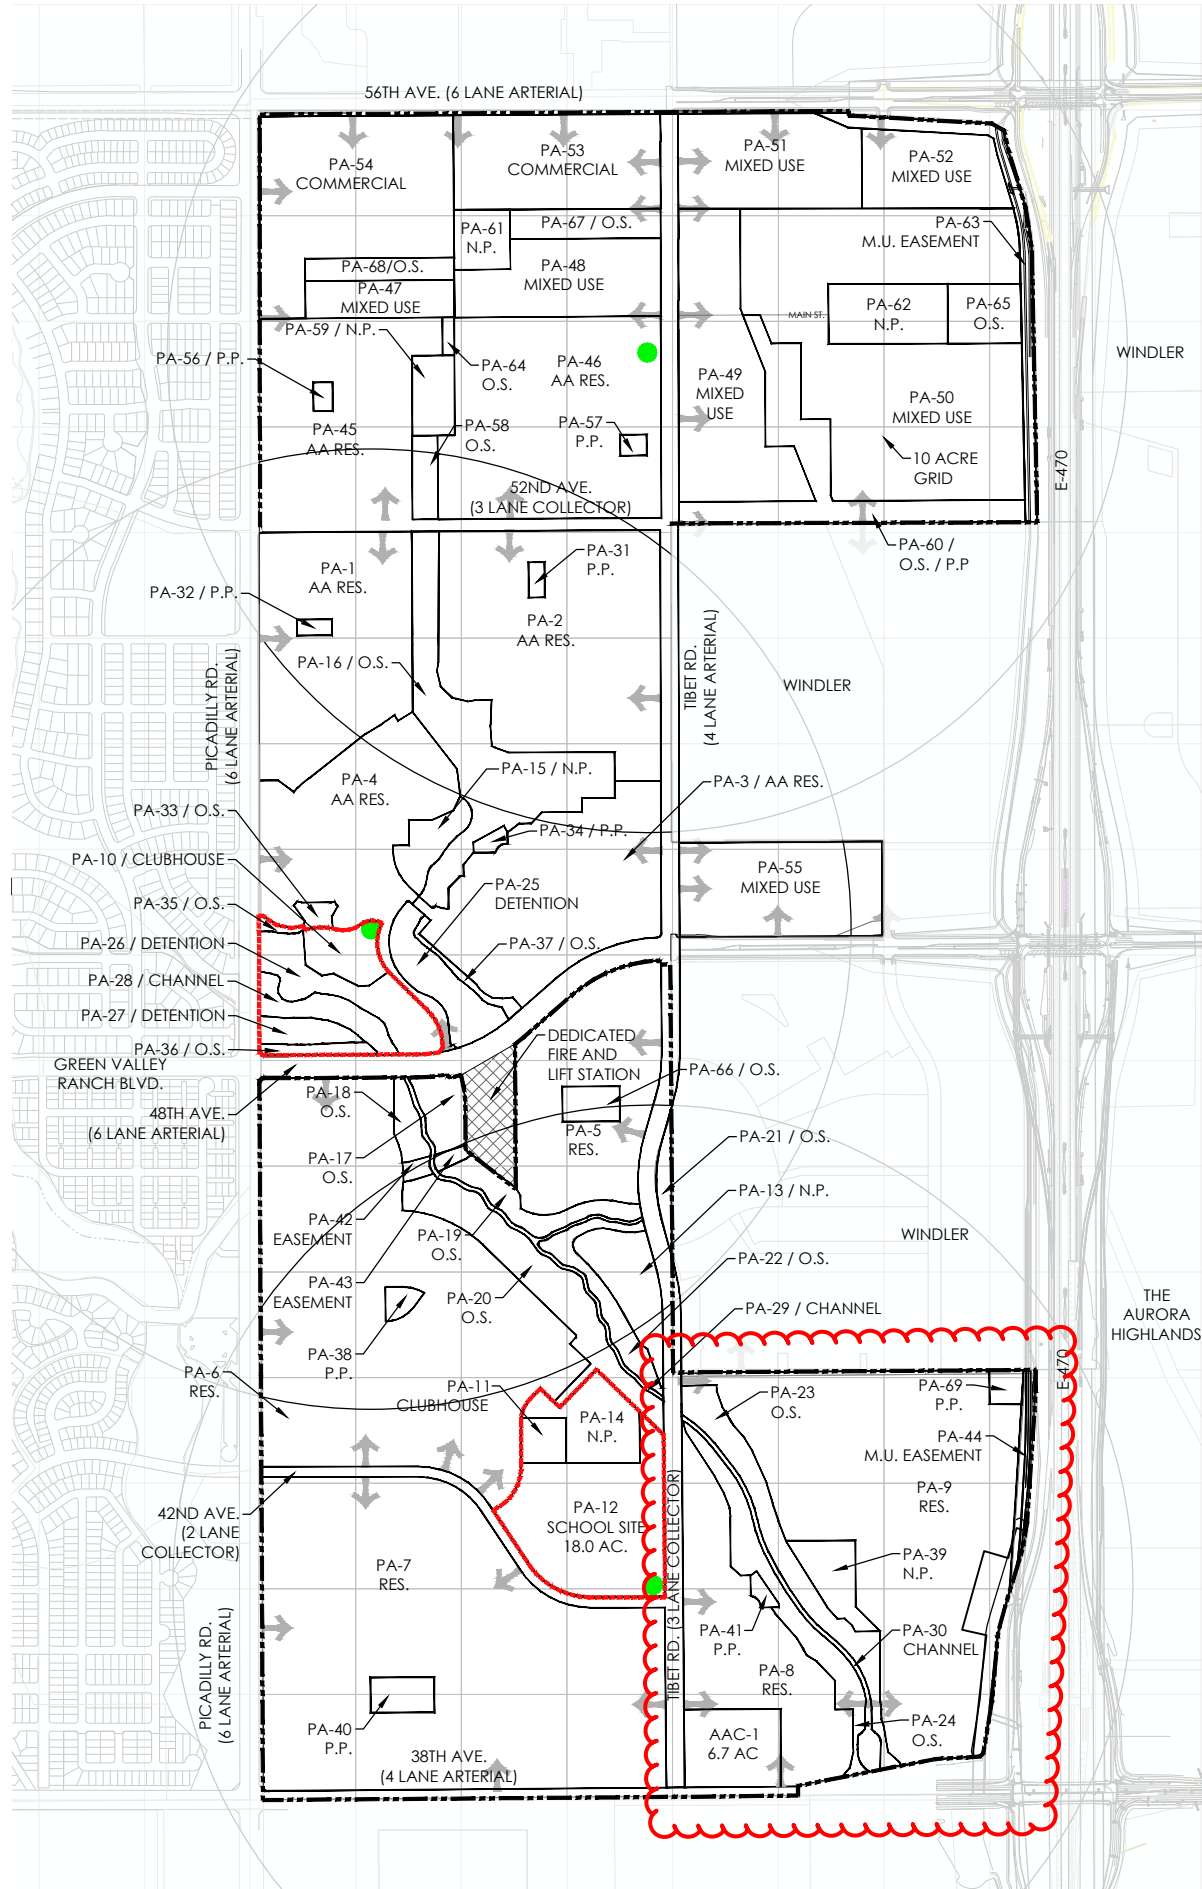 56TH AVE. (6 LANE ARTERIAL)
PA-54
COMMERCIAL
PA-53
COMMERCIAL
PA-51
MIXED USE
PA-52
MIXED USE
PA-61
N.P.
PA-67 / O.S.
PA-63
M.U. EASEMENT
PA-68/O.S.
PA-47
MIXED USE
PA-48
MIXED USE
PA-59 / N.P.
MAIN ST.
PA-62
N.P.
PA-65
O.S.
PA-56 / P.P.
PA-64
O.S.
PA-46
AA RES.
WINDLER
PA-49
MIXED
USE
PA-50
MIXED USE
PA-45
AA RES.
PA-58
O.S.
PA-57
P.P.
10 ACRE
GRID
E-470
52ND AVE.
(3 LANE COLLECTOR)
PA-60 /
O.S. / P.P
PA-31
P.P.
PA-1
AA RES.
PA-32 / P.P.
PA-2
AA RES.
PICADILLY RD.
(6 LANE ARTERIAL)
PA-16 / O.S.
TIBET RD.
(4 LANE ARTERIAL)
WINDLER
PA-15 / N.P.
PA-4
AA RES.
PA-3 / AA RES.
PA-33 / O.S.
PA-34 / P.P.
PA-10 / CLUBHOUSE
PA-55
MIXED USE
PA-25
DETENTION
PA-35 / O.S.
PA-26 / DETENTION
PA-37 / O.S.
PA-28 / CHANNEL
PA-27 / DETENTION
PA-36 / O.S.
DEDICATED
FIRE AND
LIFT STATION
GREEN VALLEY
RANCH BLVD.
PA-66 / O.S.
PA-18
O.S.
48TH AVE.
(6 LANE ARTERIAL)
PA-5
RES.
PA-21 / O.S.
PA-17
O.S.
PA-13 / N.P.
PA-42
EASEMENT
PA-19
O.S.
WINDLER
PA-22 / O.S.
PA-43
EASEMENT
PA-20
O.S.
PA-29 / CHANNEL
THE
AURORA
HIGHLANDS
PA-38
P.P.
E-470
PA-6
RES.
PA-11
CLUBHOUSE
PA-14
N.P.
PA-23
O.S.
PA-69
P.P.
PA-44
M.U. EASEMENT
PA-9
RES.
42ND AVE.
(2 LANE
COLLECTOR)
PA-12
SCHOOL SITE
18.0 AC.
TIBET RD. (3 LANE COLLECTOR)
PA-7
RES.
PA-39
N.P.
PICADILLY RD.
(6 LANE ARTERIAL)
PA-41
P.P.
PA-30
CHANNEL
PA-8
RES.
PA-40
P.P.
PA-24
O.S.
AAC-1
6.7 AC
38TH AVE.
(4 LANE ARTERIAL)